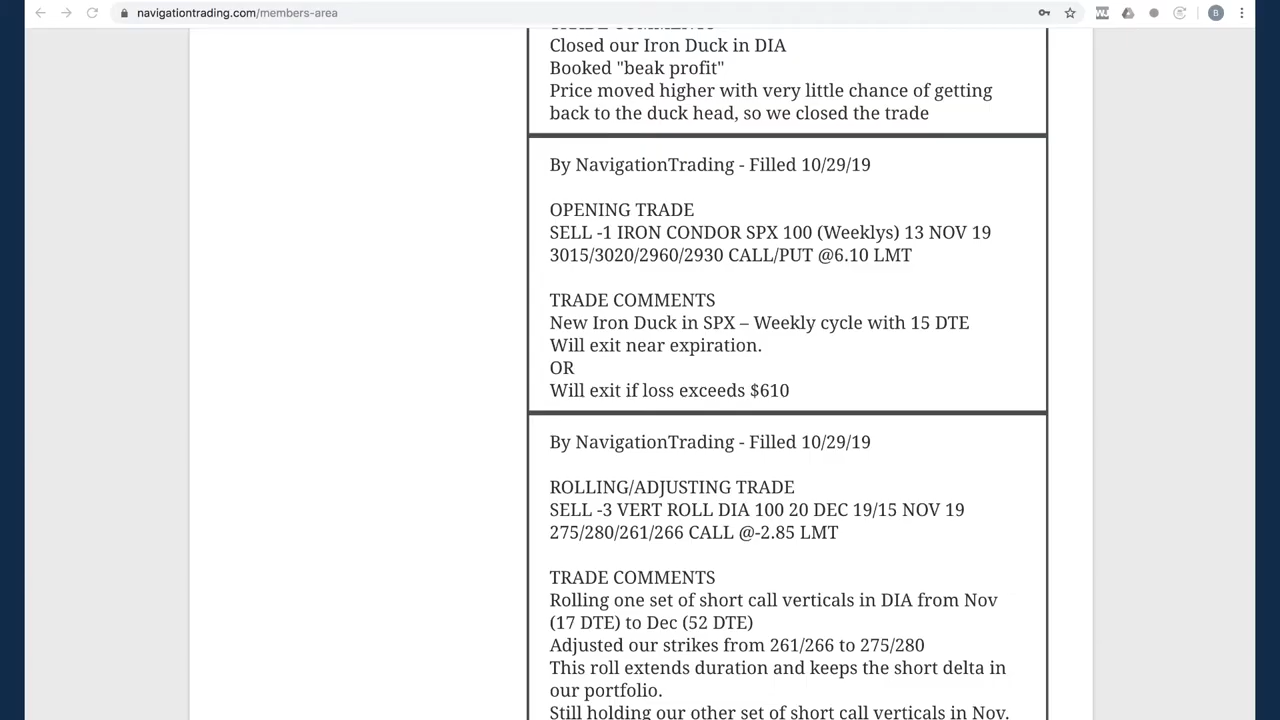 navigationtrading.com/members-area
TRADE COMMENTS
Closed our Iron Duck in DIA
Booked "beak profit"
Price moved higher with very little chance of getting
back to the duck head, so we closed the trade
By NavigationTrading - Filled 10/29/19
OPENING TRADE
SELL -1 IRON CONDOR SPX 100 (Weeklys) 13 NOV 19
3015/3020/2960/2930 CALL/PUT @6.10 LMT
TRADE COMMENTS
New Iron Duck in SPX – Weekly cycle with 15 DTE
Will exit near expiration.
OR
Will exit if loss exceeds $610
By NavigationTrading - Filled 10/29/19
ROLLING/ADJUSTING TRADE
SELL -3 VERT ROLL DIA 100 20 DEC 19/15 NOV 19
275/280/261/266 CALL @-2.85 LMT
TRADE COMMENTS
Rolling one set of short call verticals in DIA from Nov
(17 DTE) to Dec (52 DTE)
Adjusted our strikes from 261/266 to 275/280
This roll extends duration and keeps the short delta in
our portfolio.
Still holding our other set of short call verticals in Nov.